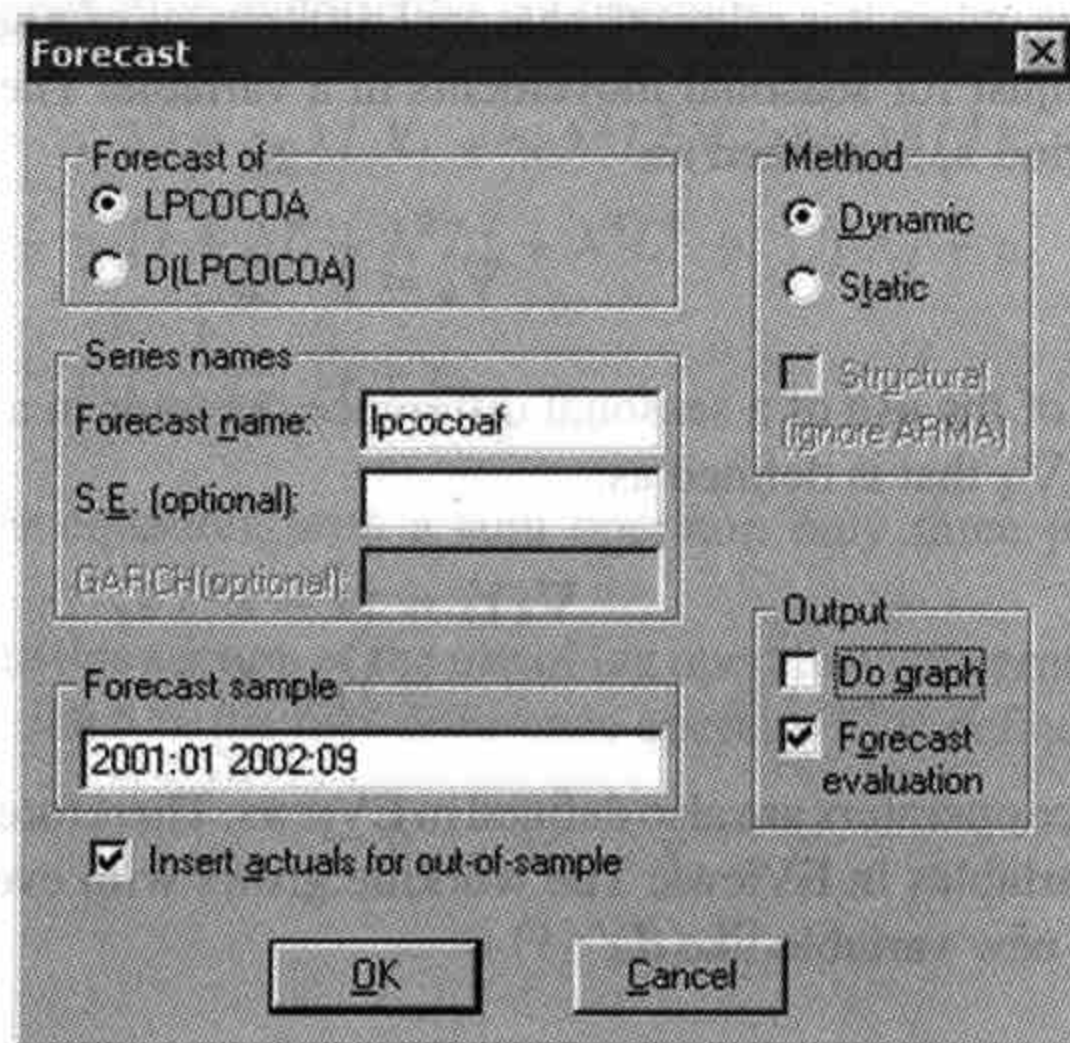 Forecast
Forecast of
LPCOCOA
D(LPCOCOA)
Method
Dynamic
Static
Structural
(ignore ARMA)
Series names
Forecast name: lpcocoaf
S.E. (optional):
GARCH(optional):
Output
Do graph
Forecast
evaluation
Forecast sample
2001:01 2002:09
Insert actuals for out-of-sample
OK
Cancel